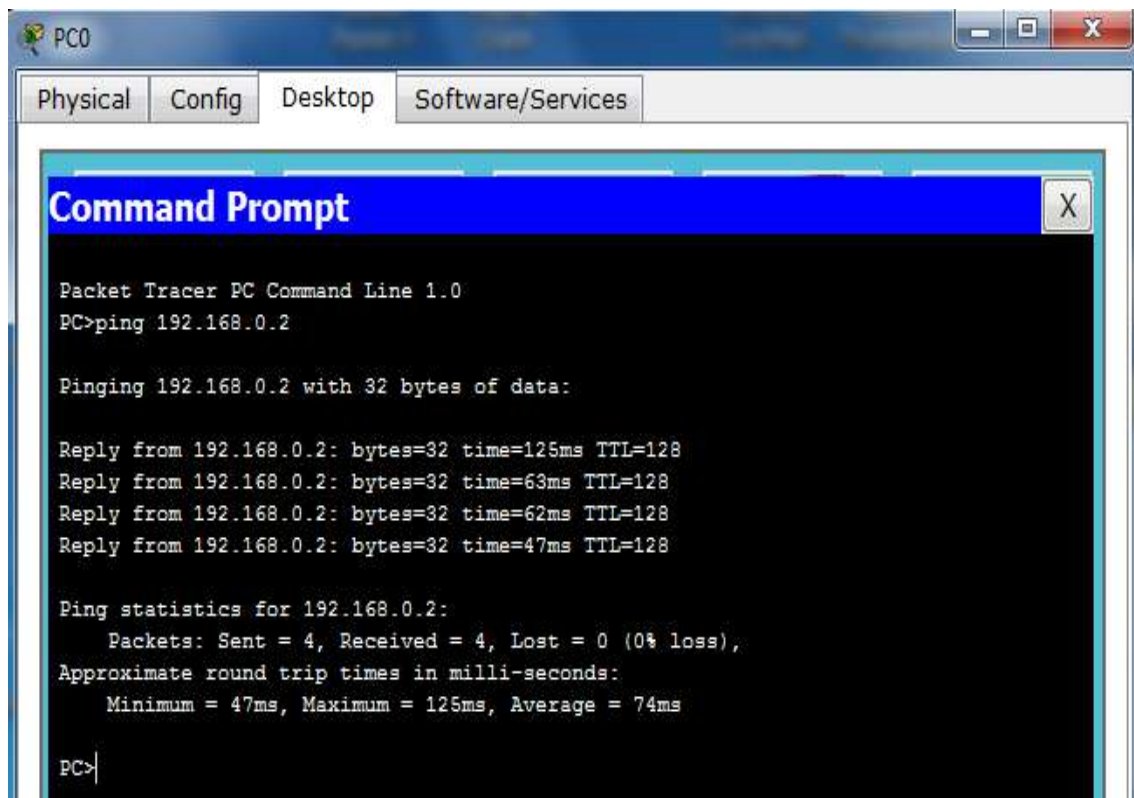 PC0
X
Physical Config Desktop Software/Services
Command Prompt X
Packet Tracer PC Command Line 1.0
PC>ping 192.168.0.2
Pinging 192.168.0.2 with 32 bytes of data:
Reply from 192.168.0.2: bytes=32 time=125ms TTL=128
Reply from 192.168.0.2: bytes=32 time=63ms TTL=128
Reply from 192.168.0.2: bytes=32 time=62ms TTL=128
Reply from 192.168.0.2: bytes=32 time=47ms TTL=128
Ping statistics for 192.168.0.2:
Packets: Sent = 4, Received = 4, Lost = 0 (0% loss),
Approximate round trip times in milli-seconds:
Minimum = 47ms, Maximum = 125ms, Average = 74ms
PC>